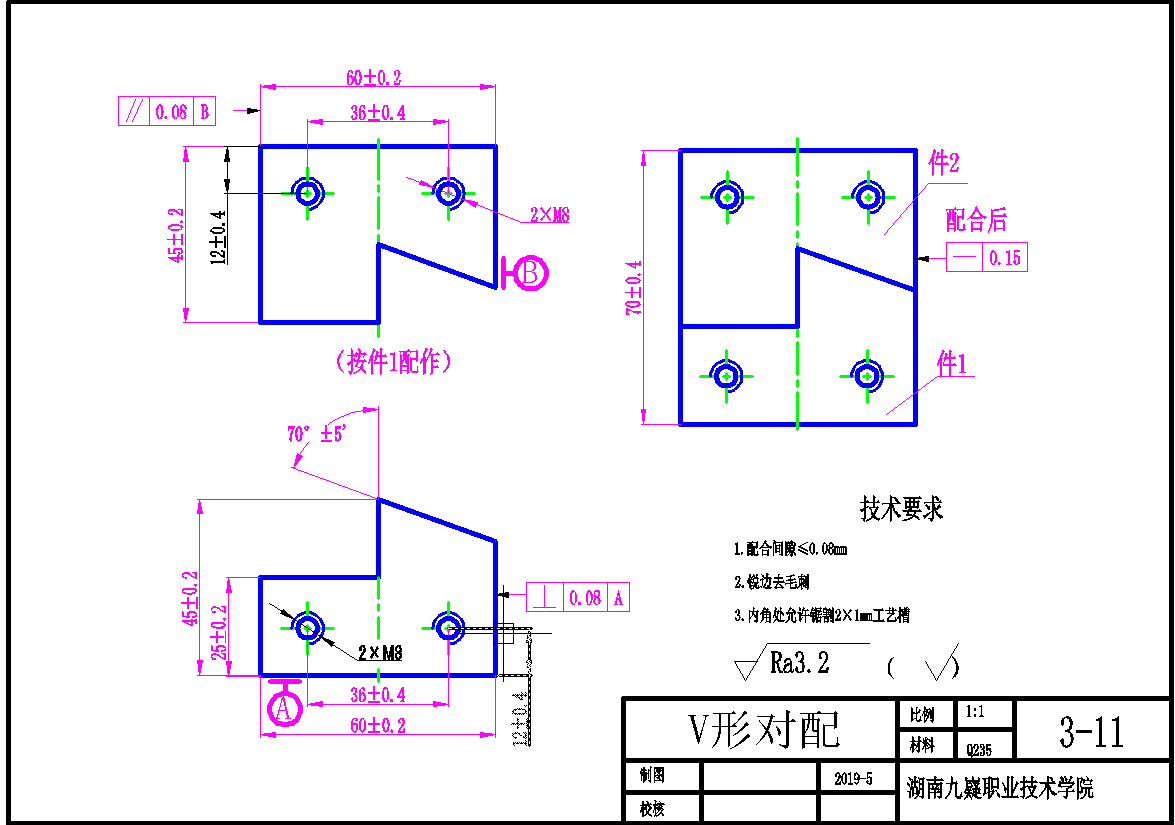 60±0.2
// 0.08 B
36±0.4
45±0.2
12±0.4
2×M8
B
(按件1配作)
件2
配合后
— 0.15
70±0.4
件1
70° ±5'
45±0.2
25±0.2
⊥ 0.08 A
2×M8
A
36±0.4
60±0.2
12±0.4
技术要求
1.配合间隙≤0.08mm
2.锐边去毛刺
3.内角处允许锯割2×1mm工艺槽
Ra3.2 ( √ )
V形对配
比例 1:1
材料 Q235
3-11
制图 2019-5
校核
湖南九嶷职业技术学院